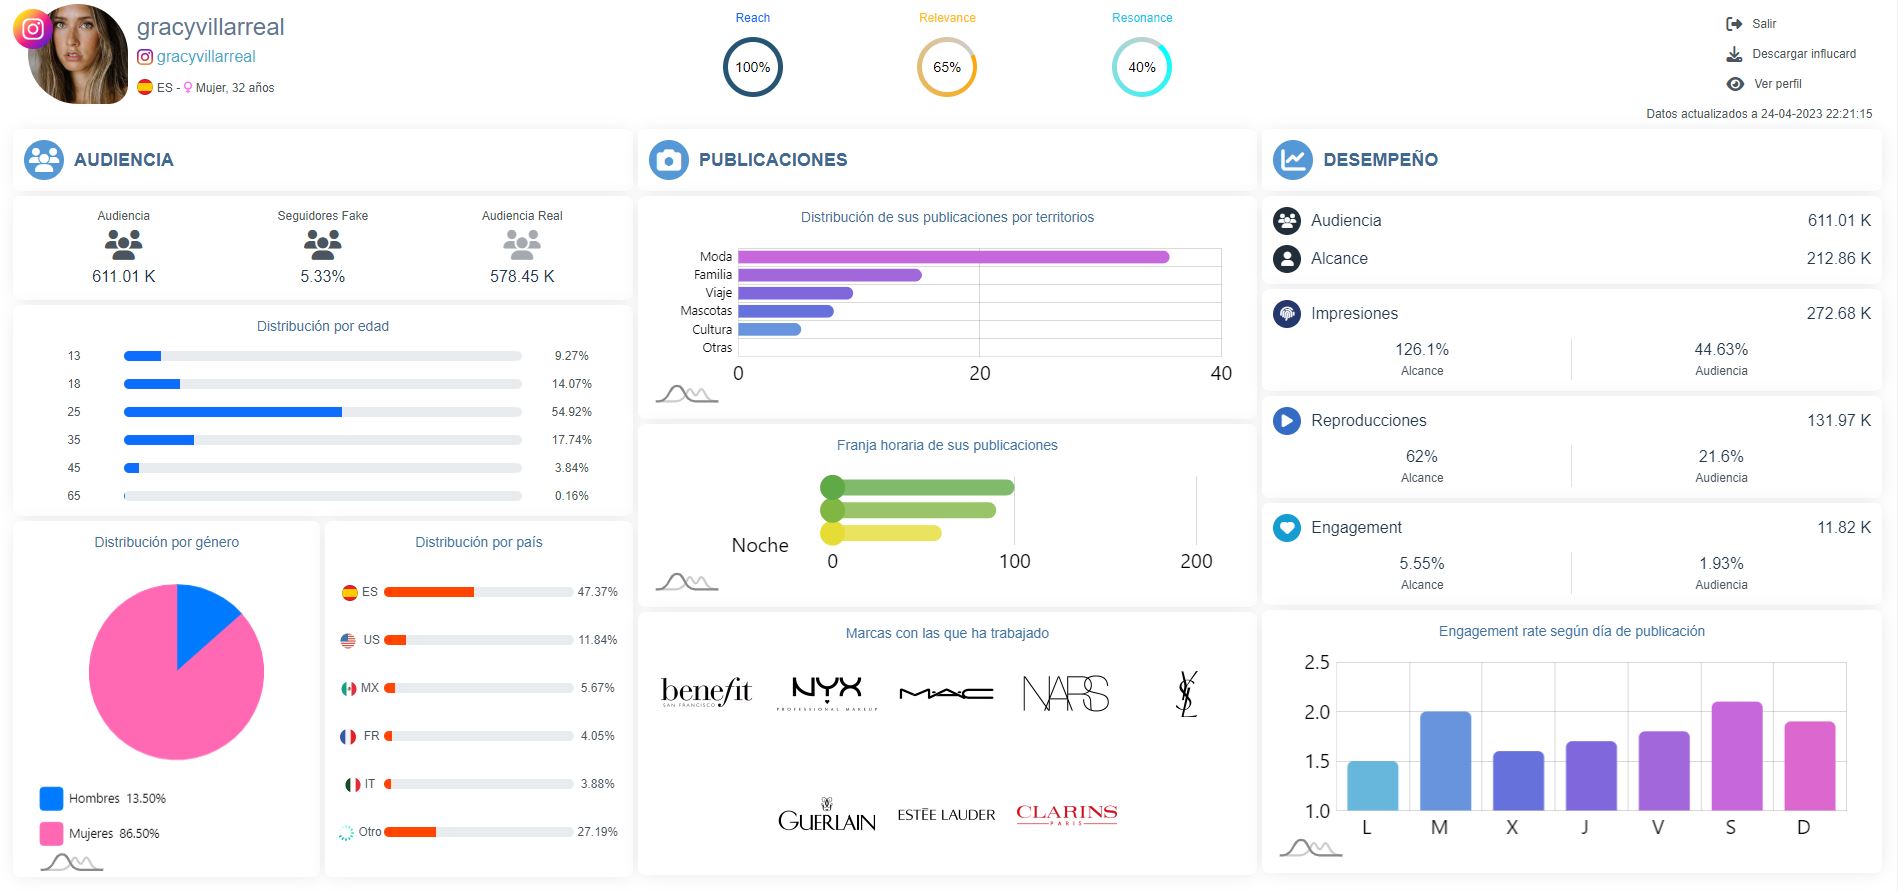 gracyvillarreal
gracyvillarreal
ES - Mujer, 32 años
Reach
100%
Relevance
65%
Resonance
40%
Salir
Descargar influcard
Ver perfil
Datos actualizados a 24-04-2023 22:21:15
AUDIENCIA
Audiencia
611.01 K
Seguidores Fake
5.33%
Audiencia Real
578.45 K
Distribución por edad
13 9.27%
18 14.07%
25 54.92%
35 17.74%
45 3.84%
65 0.16%
Distribución por género
Hombres 13.50%
Mujeres 86.50%
Distribución por país
ES 47.37%
US 11.84%
MX 5.67%
FR 4.05%
IT 3.88%
Otro 27.19%
PUBLICACIONES
Distribución de sus publicaciones por territorios
Moda
Familia
Viaje
Mascotas
Cultura
Otras
0 20 40
Franja horaria de sus publicaciones
Noche
0 100 200
Marcas con las que ha trabajado
benefit
SAN FRANCISCO
NYX
PROFESSIONAL MAKEUP
MAC
NARS
YSL
GUERLAIN
ESTĒE LAUDER
CLARINS
PARIS
DESEMPEÑO
Audiencia 611.01 K
Alcance 212.86 K
Impresiones 272.68 K
126.1% 44.63%
Alcance Audiencia
Reproducciones 131.97 K
62% 21.6%
Alcance Audiencia
Engagement 11.82 K
5.55% 1.93%
Alcance Audiencia
Engagement rate según día de publicación
2.5
2.0
1.5
1.0
L M X J V S D